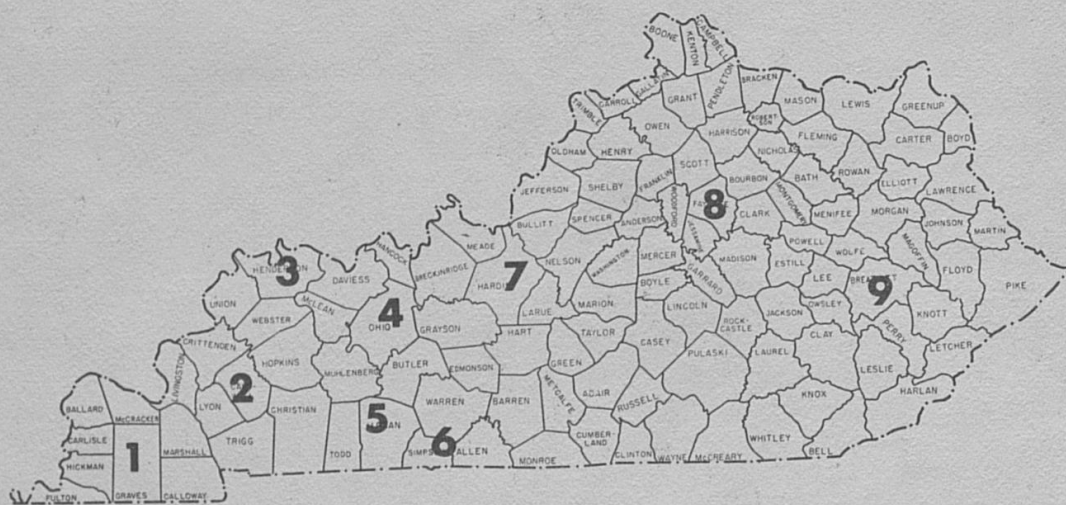 BOONE
KENTON
CAMPBELL
GALLATIN
CARROLL
TRIMBLE
GRANT
PENDLETON
BRACKEN
MASON
LEWIS
GREENUP
OWEN
ROBERT-
SON
HARRISON
FLEMING
CARTER
BOYD
OLDHAM
HENRY
NICHOLAS
SCOTT
ROWAN
JEFFERSON
SHELBY
FRANKLIN
BOURBON
BATH
ELLIOTT
LAWRENCE
WOODFORD
8
MONTGOMERY
BULLITT
SPENCER
ANDERSON
CLARK
MENIFEE
MORGAN
JOHNSON
MARTIN
JESSAMINE
HANCOCK
MEADE
NELSON
WASHINGTON
MERCER
MADISON
POWELL
WOLFE
MAGOFFIN
3
HENDERSON
DAVIESS
BRECKINRIDGE
7
HARDIN
BOYLE
GARRARD
ESTILL
LEE
9
FLOYD
PIKE
UNION
McLEAN
4
OHIO
GRAYSON
LARUE
MARION
LINCOLN
ROCK-
CASTLE
JACKSON
OWSLEY
PERRY
KNOTT
WEBSTER
CRITTENDEN
HART
TAYLOR
CASEY
CLAY
LETCHER
LIVINGSTON
HOPKINS
MUHLENBERG
BUTLER
EDMONSON
GREEN
PULASKI
LAUREL
LESLIE
HARLAN
2
LYON
CHRISTIAN
WARREN
BARREN
METCALFE
ADAIR
RUSSELL
KNOX
BALLARD
McCRACKEN
5
CARLISLE
TRIGG
6
CUMBER-
LAND
WHITLEY
HICKMAN
1
MARSHALL
TODD
SIMPS
ALLEN
MONROE
CLINTON
WAYNE
McCREARY
BELL
FULTON
GRAVES
CALLOWAY